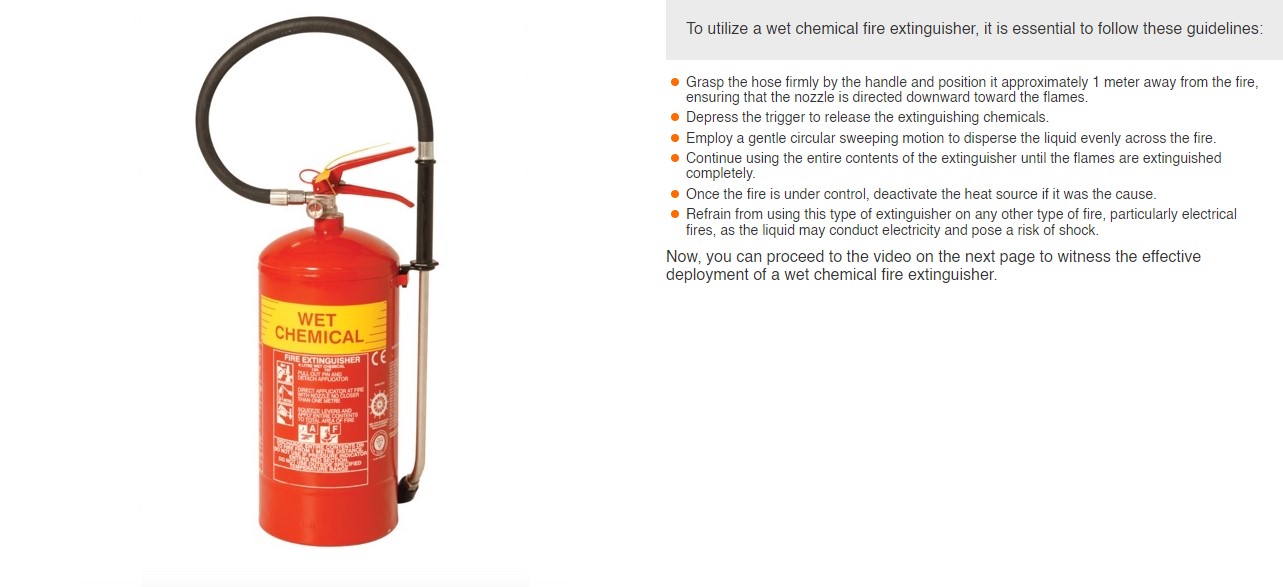 To utilize a wet chemical fire extinguisher, it is essential to follow these guidelines:
Grasp the hose firmly by the handle and position it approximately 1 meter away from the fire,
ensuring that the nozzle is directed downward toward the flames.
Depress the trigger to release the extinguishing chemicals.
Employ a gentle circular sweeping motion to disperse the liquid evenly across the fire.
Continue using the entire contents of the extinguisher until the flames are extinguished
completely.
Once the fire is under control, deactivate the heat source if it was the cause.
Refrain from using this type of extinguisher on any other type of fire, particularly electrical
fires, as the liquid may conduct electricity and pose a risk of shock.
Now, you can proceed to the video on the next page to witness the effective
deployment of a wet chemical fire extinguisher.
WET
CHEMICAL
FIRE EXTINGUISHER
CE
PULL OUT PIN AND
DETACH APPLICATOR
DIRECT APPLICATOR AT FIRE
WITH NOZZLE NO CLOSER
THAN ONE METRE
SQUEEZE LEVERS AND
APPLY ENTIRE CONTENTS
TO TOTAL AREA OF FIRE
A F
TEMPERATURE RANGE